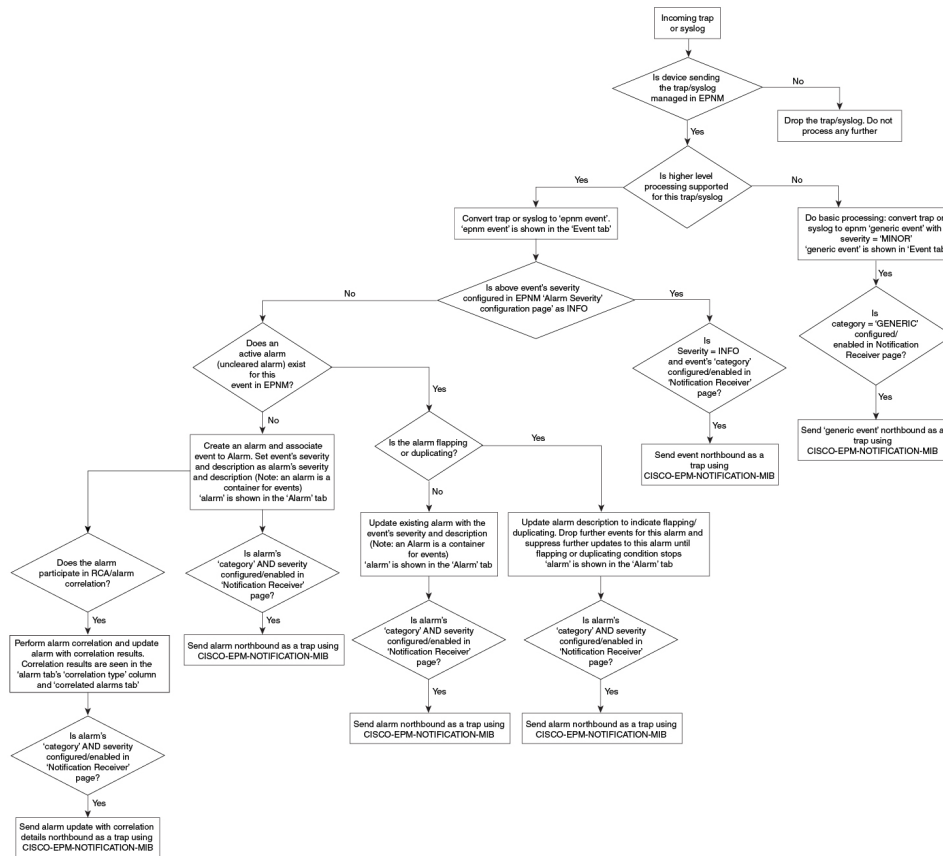 Incoming trap
or syslog
Is device sending
the trap/syslog
managed in EPNM
No
Drop the trap/syslog. Do not
process any further
Yes
Is higher level
processing supported
for this trap/syslog
Yes
No
Convert trap or syslog to ‘epnm event’.
‘epnm event’ is shown in the ‘Event tab’
Do basic processing: convert trap or
syslog to epnm ‘generic event’ with
severity = ‘MINOR’
‘generic event’ is shown in ‘Event tab
Yes
Is above event’s severity
configured in EPNM ‘Alarm Severity’
configuration page’ as INFO
No
Yes
Is
category = ‘GENERIC’
configured/
enabled in Notification
Receiver page?
Does an
active alarm
(uncleared alarm) exist
for this
event in EPNM?
Is
Severity = INFO
and event’s ‘category’
configured/enabled in
‘Notification Receiver’
page?
Yes
Yes
No
Yes
Send ‘generic event’ northbound as a
trap using
CISCO-EPM-NOTIFICATION-MIB
Create an alarm and associate
event to Alarm. Set event’s severity
and description as alarm’s severity
and description (Note: an alarm is a
container for events)
‘alarm’ is shown in the ‘Alarm’ tab
Is the alarm flapping
or duplicating?
Yes
Send event northbound as a
trap using
CISCO-EPM-NOTIFICATION-MIB
No
Update existing alarm with the
event’s severity and description
(Note: an Alarm is a container
for events)
‘alarm’ is shown in the ‘Alarm’ tab
Update alarm description to indicate flapping/
duplicating. Drop further events for this alarm and
suppress further updates to this alarm until
flapping or duplicating condition stops
‘alarm’ is shown in the ‘Alarm’ tab
Does the alarm
participate in RCA/alarm
correlation?
Is alarm’s
‘category’ AND severity
configured/enabled in
‘Notification Receiver’
page?
Yes
Yes
Is alarm’s
‘category’ AND severity
configured/enabled in
‘Notification Receiver’
page?
Is alarm’s
‘category’ AND severity
configured/enabled in
‘Notification Receiver’
page?
Perform alarm correlation and update
alarm with correlation results.
Correlation results are seen in the
‘alarm tab’s ‘correlation type’ column
and ‘correlated alarms tab’
Send alarm northbound as a trap using
CISCO-EPM-NOTIFICATION-MIB
Yes
Yes
Send alarm northbound as a trap using
CISCO-EPM-NOTIFICATION-MIB
Send alarm northbound as a trap using
CISCO-EPM-NOTIFICATION-MIB
Is alarm’s
‘category’ AND severity
configured/enabled in
‘Notification Receiver’
page?
Yes
Send alarm update with correlation
details northbound as a trap using
CISCO-EPM-NOTIFICATION-MIB